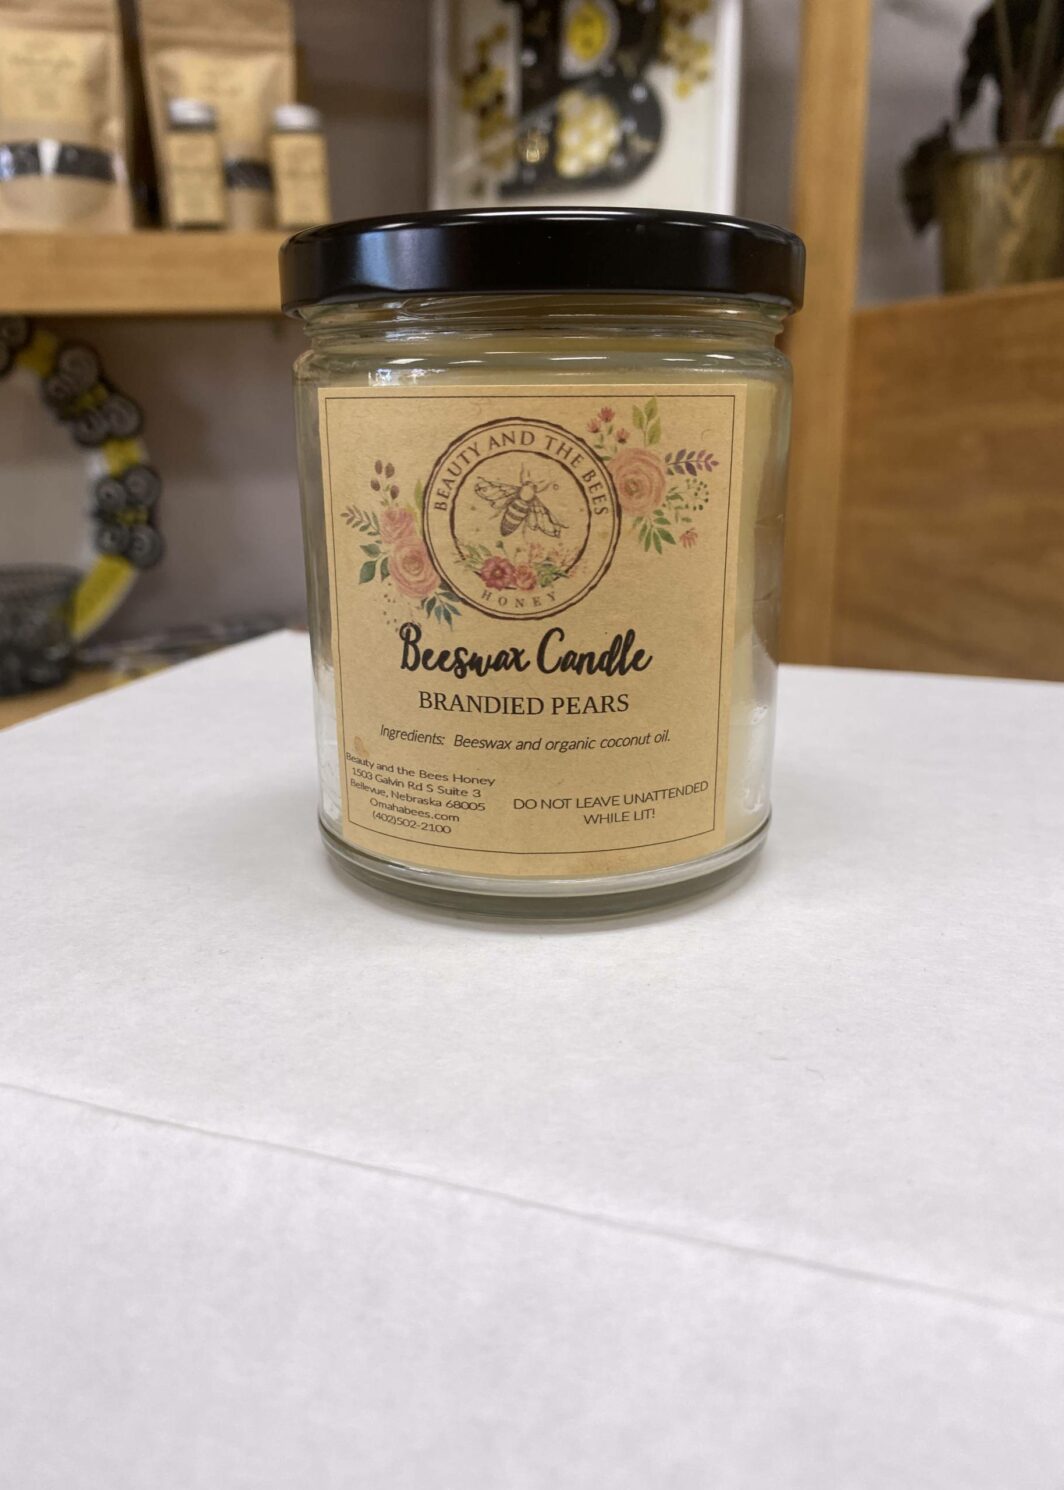 BEAUTY AND THE BEES
HONEY
Beeswax Candle
BRANDIED PEARS
Ingredients: Beeswax and organic coconut oil.
Beauty and the Bees Honey
1503 Galvin Rd S Suite 3
Bellevue, Nebraska 68005
Omahabees.com
(402)502-2100
DO NOT LEAVE UNATTENDED
WHILE LIT!